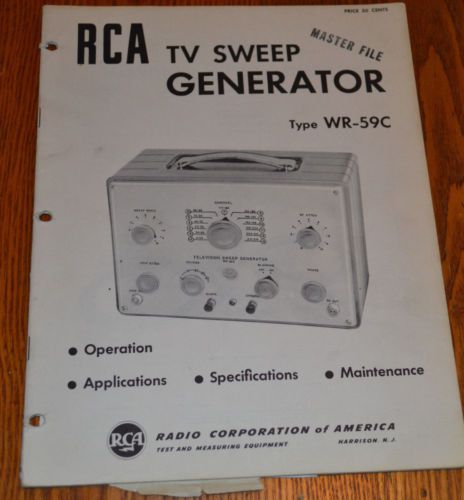 PRICE 50 CENTS
RCA TV SWEEP
GENERATOR
MASTER FILE
Type WR-59C
TELEVISION SWEEP GENERATOR
• Operation
• Applications • Specifications • Maintenance
RCA
RADIO CORPORATION of AMERICA
TEST AND MEASURING EQUIPMENT HARRISON, N. J.